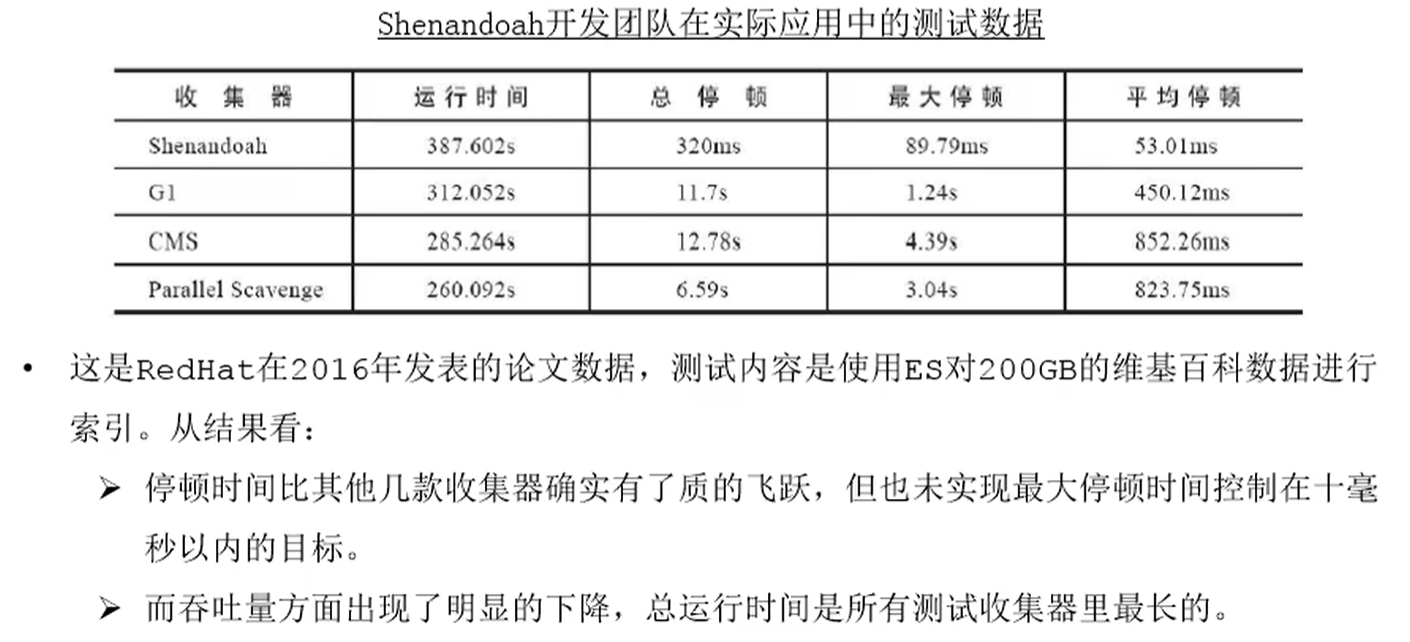 Shenandoah开发团队在实际应用中的测试数据
收集器 运行时间 总停顿 最大停顿 平均停顿
Shenandoah 387.602s 320ms 89.79ms 53.01ms
G1 312.052s 11.7s 1.24s 450.12ms
CMS 285.264s 12.78s 4.39s 852.26ms
Parallel Scavenge 260.092s 6.59s 3.04s 823.75ms
• 这是RedHat在2016年发表的论文数据，测试内容是使用ES对200GB的维基百科数据进行
索引。从结果看：
➢ 停顿时间比其他几款收集器确实有了质的飞跃，但也未实现最大停顿时间控制在十毫
秒以内的目标。
➢ 而吞吐量方面出现了明显的下降，总运行时间是所有测试收集器里最长的。